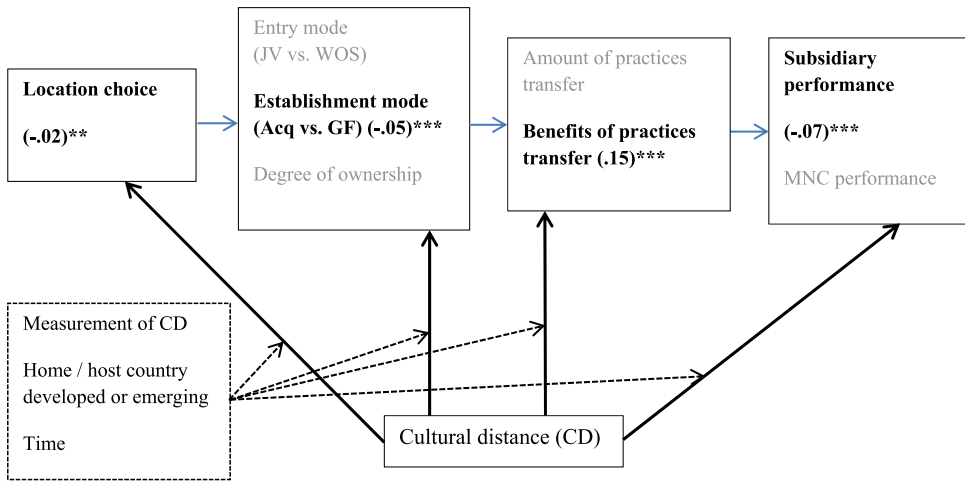 Location choice
(-.02)**
Entry mode
(JV vs. WOS)
Establishment mode
(Acq vs. GF) (-.05)***
Degree of ownership
Amount of practices
transfer
Benefits of practices
transfer (.15)***
Subsidiary
performance
(-.07)***
MNC performance
Measurement of CD
Home / host country
developed or emerging
Time
Cultural distance (CD)